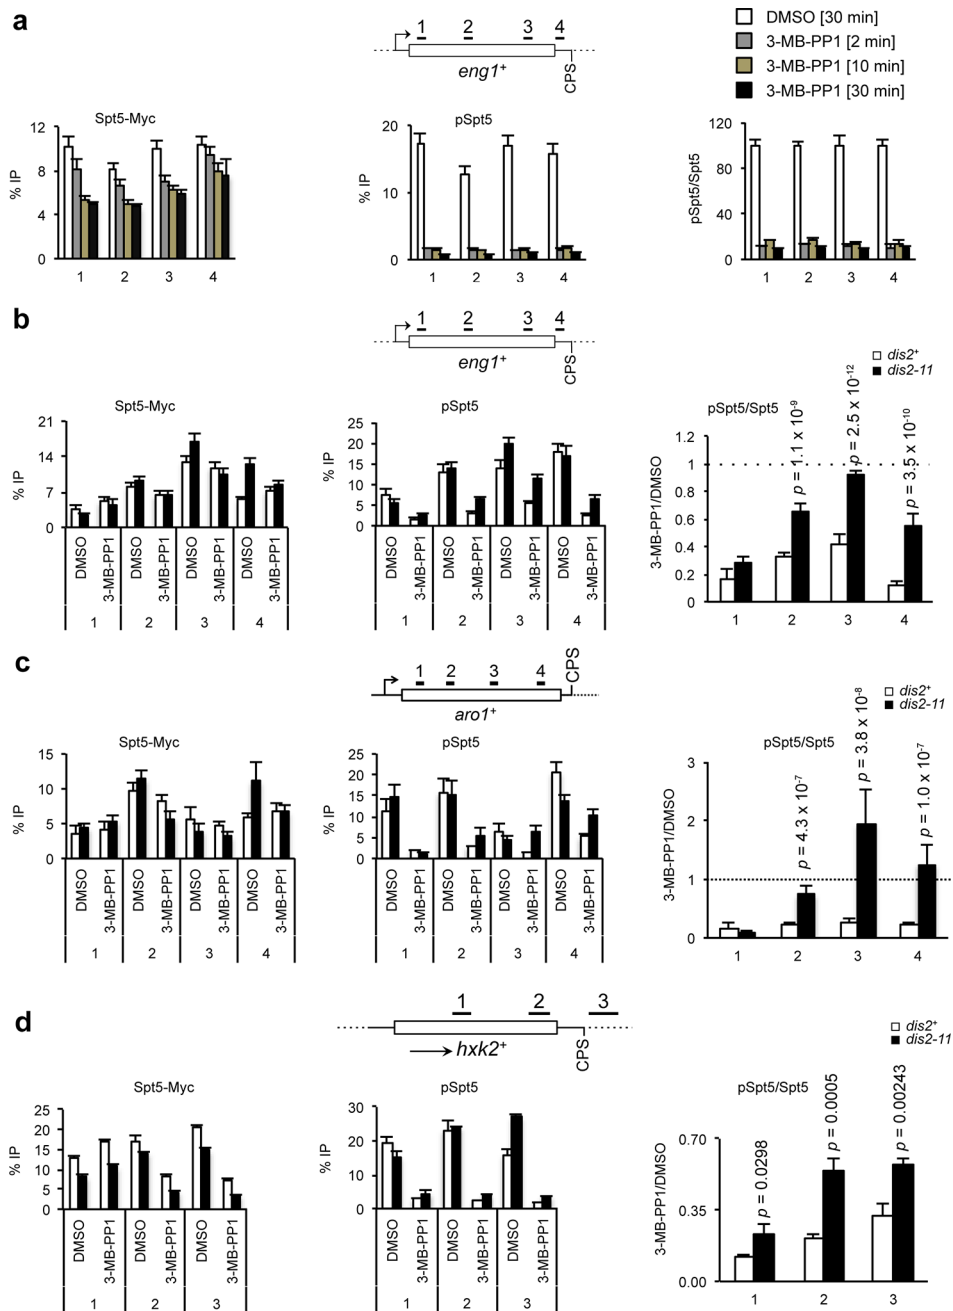 a
1 2 3 4
eng1+
CPS
DMSO [30 min]
3-MB-PP1 [2 min]
3-MB-PP1 [10 min]
3-MB-PP1 [30 min]
Spt5-Myc
% IP
12
8
4
0
1 2 3 4
pSpt5
% IP
20
10
0
1 2 3 4
pSpt5/Spt5
120
80
40
0
1 2 3 4
b
1 2 3 4
eng1+
CPS
Spt5-Myc
% IP
21
14
7
0
DMSO 3-MB-PP1 DMSO 3-MB-PP1 DMSO 3-MB-PP1 DMSO 3-MB-PP1
1 2 3 4
pSpt5
% IP
25
20
15
10
5
0
DMSO 3-MB-PP1 DMSO 3-MB-PP1 DMSO 3-MB-PP1 DMSO 3-MB-PP1
1 2 3 4
dis2+
dis2-11
pSpt5/Spt5
3-MB-PP1/DMSO
1.2
1
0.8
0.6
0.4
0.2
0
p = 1.1 x 10-9
p = 2.5 x 10-12
p = 3.5 x 10-10
1 2 3 4
c
1 2 3 4
aro1+
CPS
Spt5-Myc
% IP
15
10
5
0
DMSO 3-MB-PP1 DMSO 3-MB-PP1 DMSO 3-MB-PP1 DMSO 3-MB-PP1
1 2 3 4
pSpt5
% IP
25
20
15
10
5
0
DMSO 3-MB-PP1 DMSO 3-MB-PP1 DMSO 3-MB-PP1 DMSO 3-MB-PP1
1 2 3 4
dis2+
dis2-11
pSpt5/Spt5
3-MB-PP1/DMSO
3
2
1
0
p = 4.3 x 10-7
p = 3.8 x 10-8
p = 1.0 x 10-7
1 2 3 4
d
1 2 3
hxk2+
CPS
Spt5-Myc
% IP
25
20
15
10
5
0
DMSO 3-MB-PP1 DMSO 3-MB-PP1 DMSO 3-MB-PP1
1 2 3
pSpt5
% IP
30
20
10
0
DMSO 3-MB-PP1 DMSO 3-MB-PP1 DMSO 3-MB-PP1
1 2 3
dis2+
dis2-11
pSpt5/Spt5
3-MB-PP1/DMSO
0.70
0.35
0.00
p = 0.0298
p = 0.0005
p = 0.00243
1 2 3